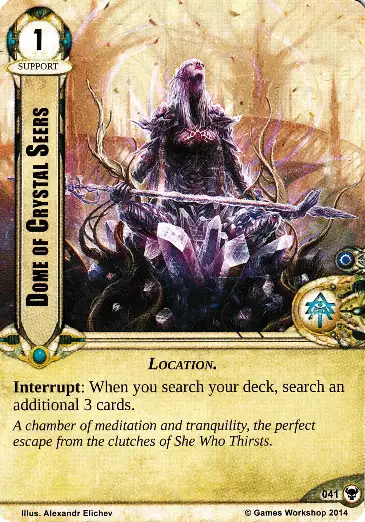 1
SUPPORT
DOME OF CRYSTAL SEERS
LOCATION.
Interrupt: When you search your deck, search an
additional 3 cards.
A chamber of meditation and tranquility, the perfect
escape from the clutches of She Who Thirsts.
041
Illus. Alexandr Elichev
© Games Workshop 2014